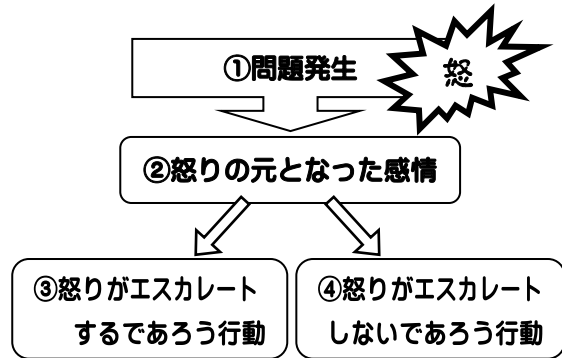 ①問題発生
怒
②怒りの元となった感情
③怒りがエスカレート
するであろう行動
④怒りがエスカレート
しないであろう行動